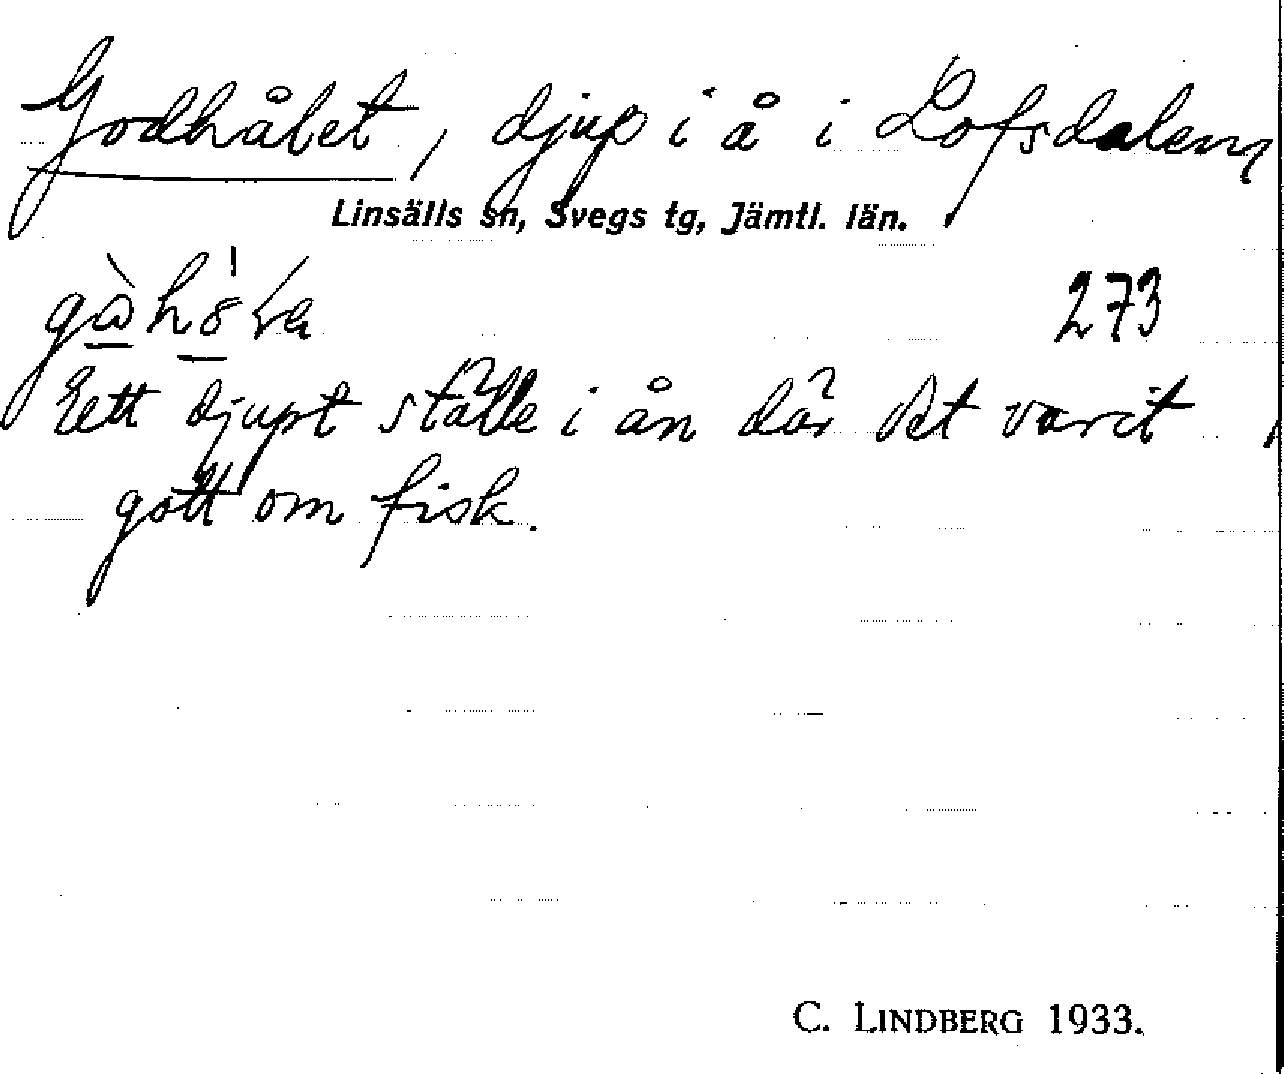 Godhålet, djup i å i Lofsdalen
Linsälls sn, Svegs tg, Jämtl. län.
273
Ett djupt ställe i ån där det varit
gott om fisk.
C. LINDBERG 1933.